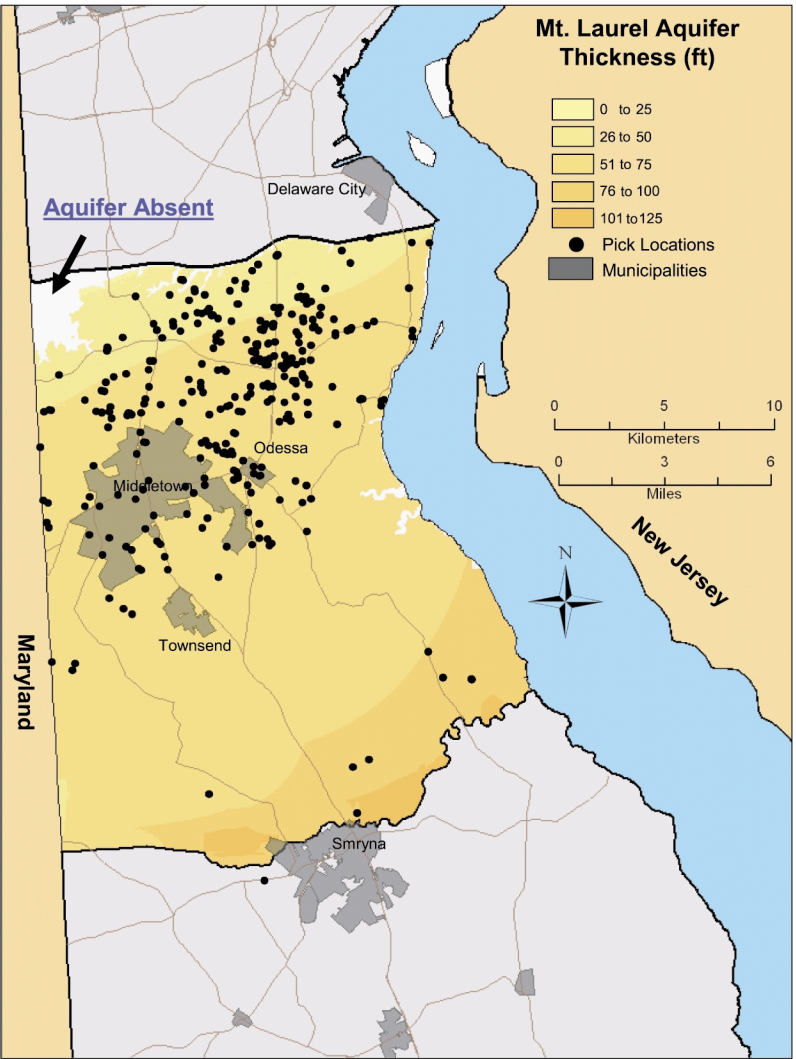 Mt. Laurel Aquifer
Thickness (ft)
0 to 25
26 to 50
51 to 75
76 to 100
101 to125
Pick Locations
Municipalities
Delaware City
Aquifer Absent
0 5 10
Kilometers
0 3 6
Miles
Odessa
Middletown
New Jersey
N
Townsend
Maryland
Smryna